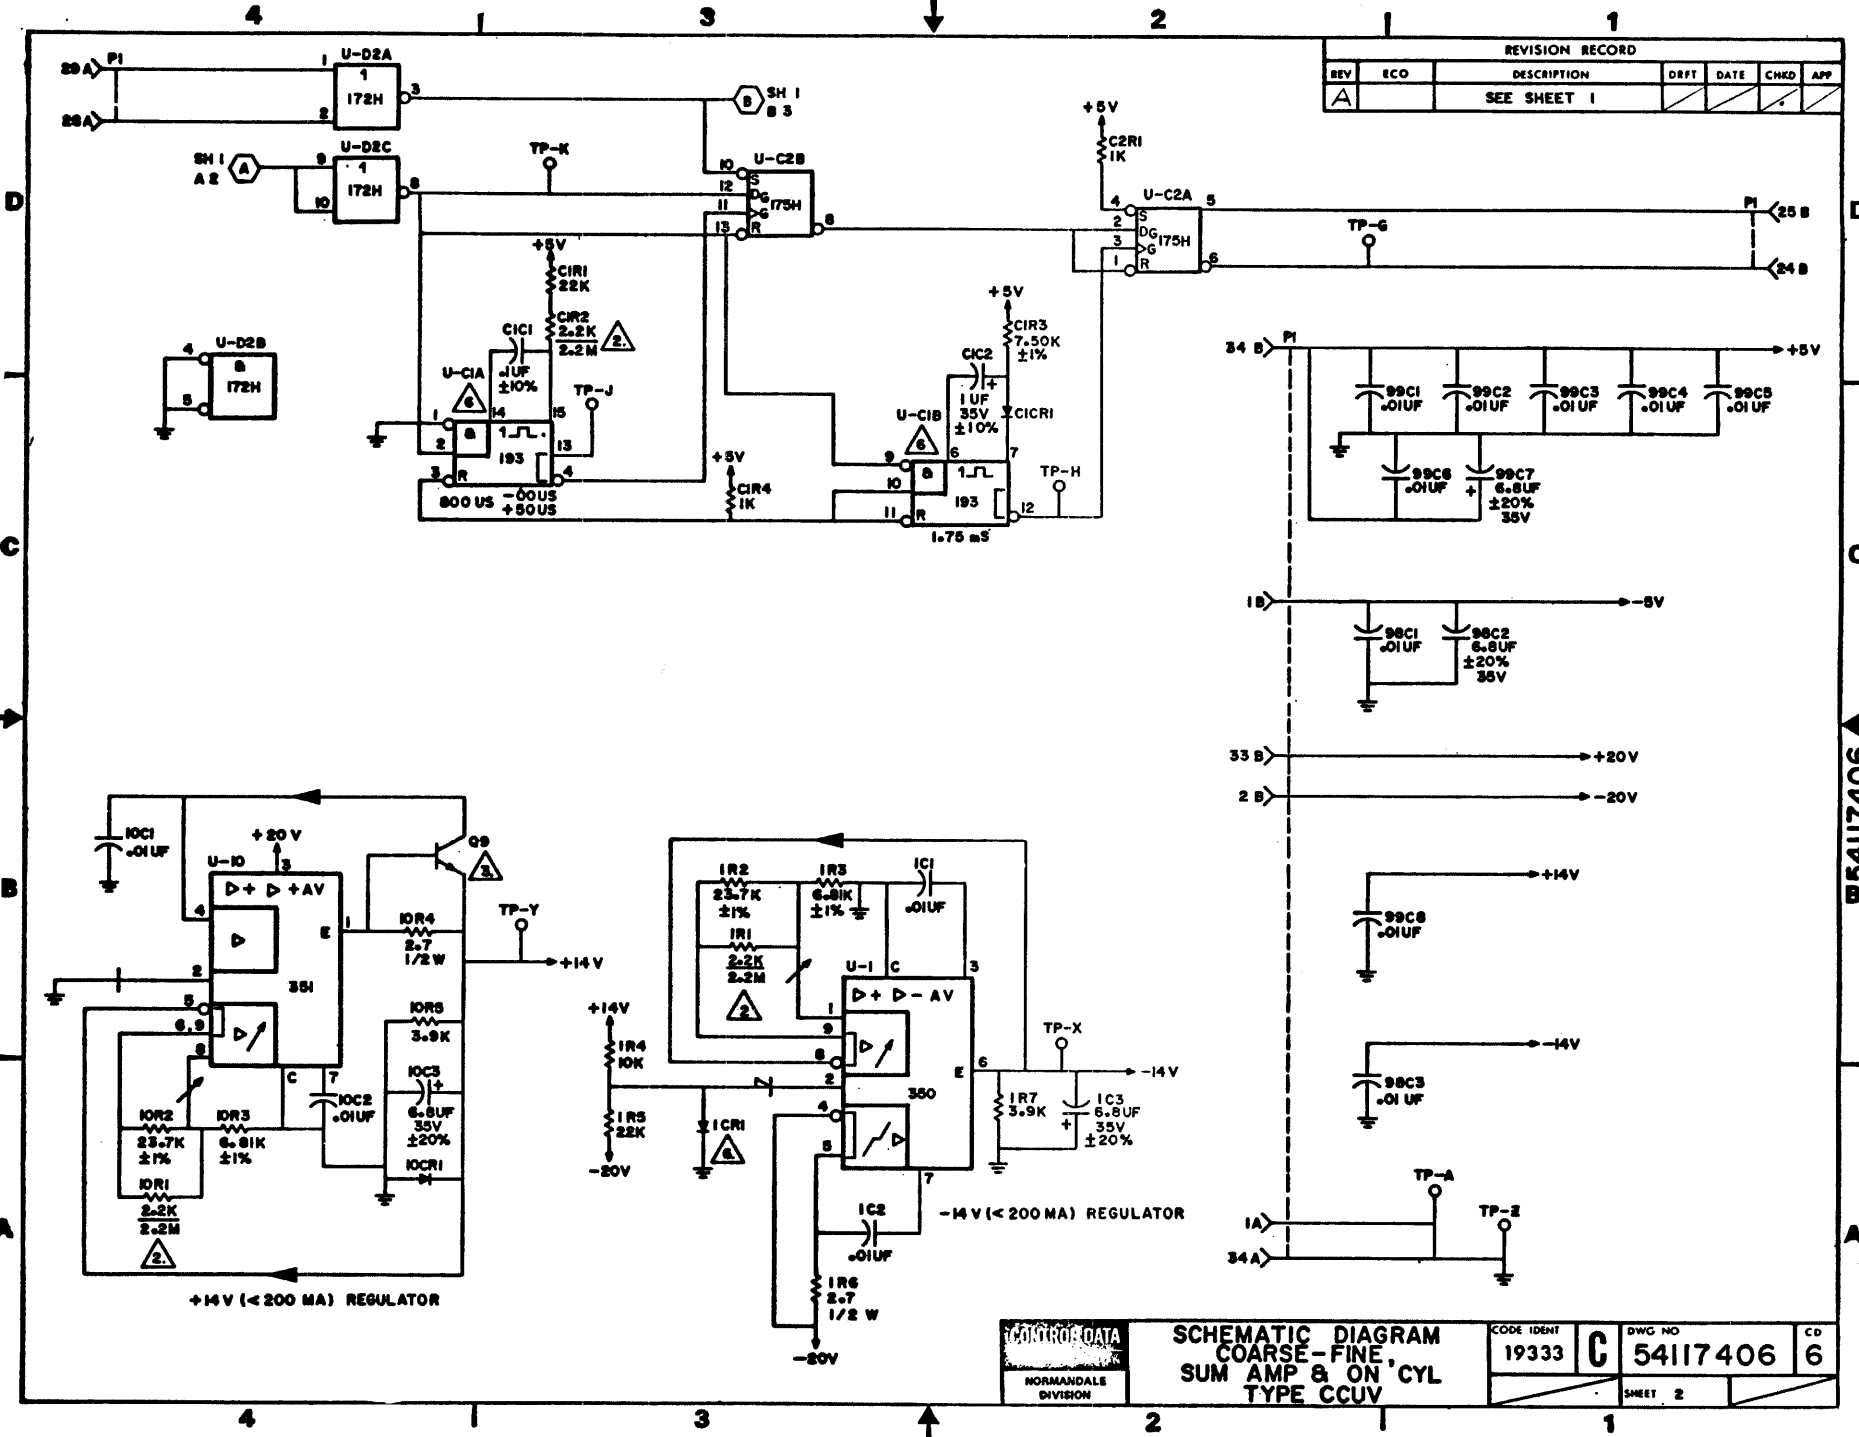 4 3 2 1
REVISION RECORD
REV ECO DESCRIPTION DRFT DATE CHKD APP
A SEE SHEET 1
29A P1 1 U-D2A 1 172H 3 2
28A
B SH 1 B 3
SH 1 A 2 A 9 U-D2C 1 172H 8 10
TP-K
10 U-C2B
12 S
11 DG 175H
13 G
R 8
+5V
C2R1
1K
U-C2A
4 S 5
2 DG 175H
3 G
1 R 6
TP-G
P1
25 B
24 B
D D
+5V
C1R1
22K
C1R2
2.2K
2.2M
2.
C1C1
.1UF
±10%
U-C1A
6
TP-J
1 14 15
2 & 1 13
193
3 R 4
800 US -00US
+50US
4 U-D2B
&
172H
5
+5V
C1R4
1K
+5V
C1R3
7.50K
±1%
C1C2
+
1 UF
35V
±10%
C1CR1
U-C1B
6
9 6 7
& 1
10
193
11 R 12
1.75 mS
TP-H
34 B P1 +5V
99C1 .01UF
99C2 .01UF
99C3 .01UF
99C4 .01UF
99C5 .01UF
99C6 .01UF
99C7
+ 6.8UF
±20%
35V
C C
1B -5V
98C1 .01UF
98C2
6.8UF
±20%
35V
33 B +20V
2 B -20V
54117406
10C1
.01UF
+20 V
U-10 3
+ +AV
4
E 1
2
351
5
6,9
8
C 7
Q9
3.
10R4
2.7
1/2 W
TP-Y
+14V
10R5
3.9K
10C2
.01UF
10C3
+
6.8UF
35V
±20%
10CR1
10R2
23.7K
±1%
10R3
6.81K
±1%
10R1
2.2K
2.2M
2.
+14V (<200 MA) REGULATOR
1R2
23.7K
±1%
1R3
6.81K
±1%
1C1
.01UF
1R1
2.2K
2.2M
2
U-1 C 3
+ - AV
1
9
8
2 E 6
350
4
5
7
+14V
1R4
10K
1R5
22K
-20V
1CR1
6.
TP-X
-14V
1R7
3.9K
1C3
6.8UF
+ 35V
±20%
1C2
.01UF
-14V (<200 MA) REGULATOR
1R6
2.7
1/2 W
-20V
B B
+14V
99C8
.01UF
-14V
98C3
.01 UF
TP-A
TP-Z
1A
34A
A A
CONTROL DATA
NORMANDALE
DIVISION
SCHEMATIC DIAGRAM
COARSE-FINE,
SUM AMP & ON CYL
TYPE CCUV
CODE IDENT
19333
C
DWG NO
54117406
CD
6
SHEET 2
4 3 2 1